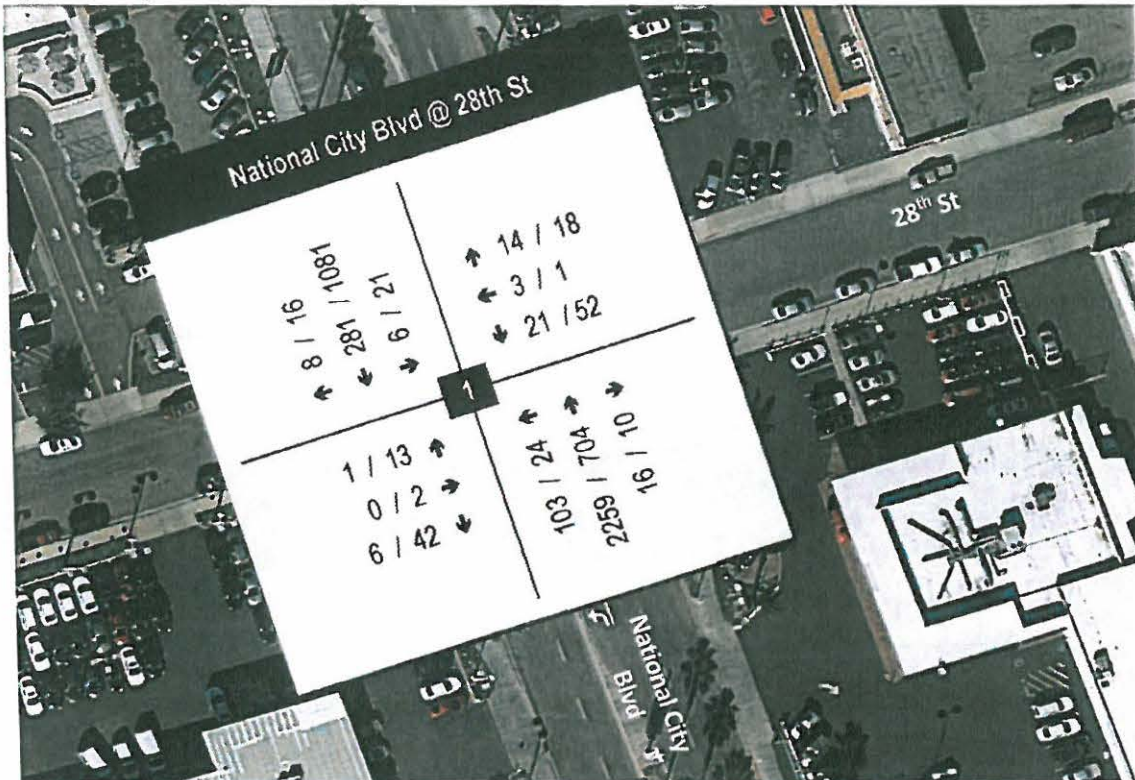 National City Blvd @ 28th St
↑ 8 / 16
↓ 281 / 1081
→ 6 / 21
↑ 14 / 18
← 3 / 1
↓ 21 / 52
1
1 / 13 ↑
0 / 2 →
6 / 42 ↓
103 / 24 ←
2259 / 704 ↑
16 / 10 →
28th St
National City
Blvd